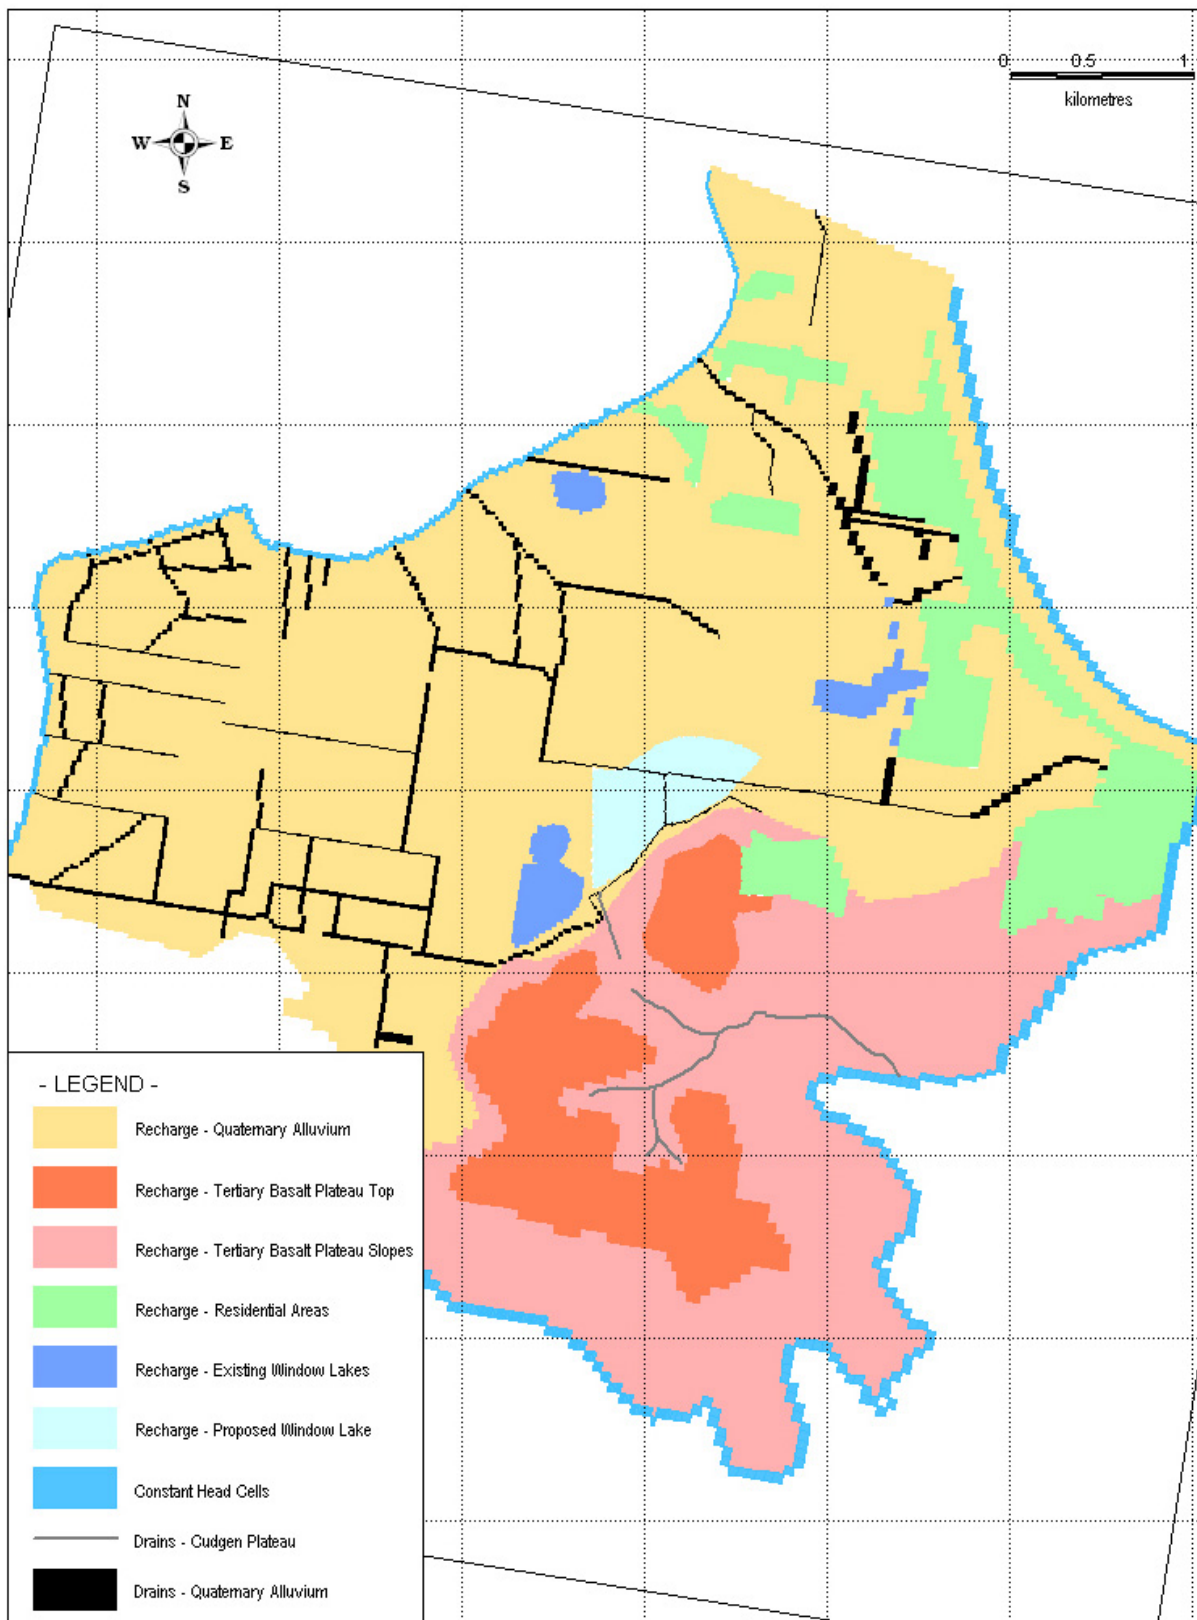 0 0.5 1
kilometres
N
W E
S
- LEGEND -
Recharge - Quaternary Alluvium
Recharge - Tertiary Basalt Plateau Top
Recharge - Tertiary Basalt Plateau Slopes
Recharge - Residential Areas
Recharge - Existing Window Lakes
Recharge - Proposed Window Lake
Constant Head Cells
Drains - Cudgen Plateau
Drains - Quaternary Alluvium